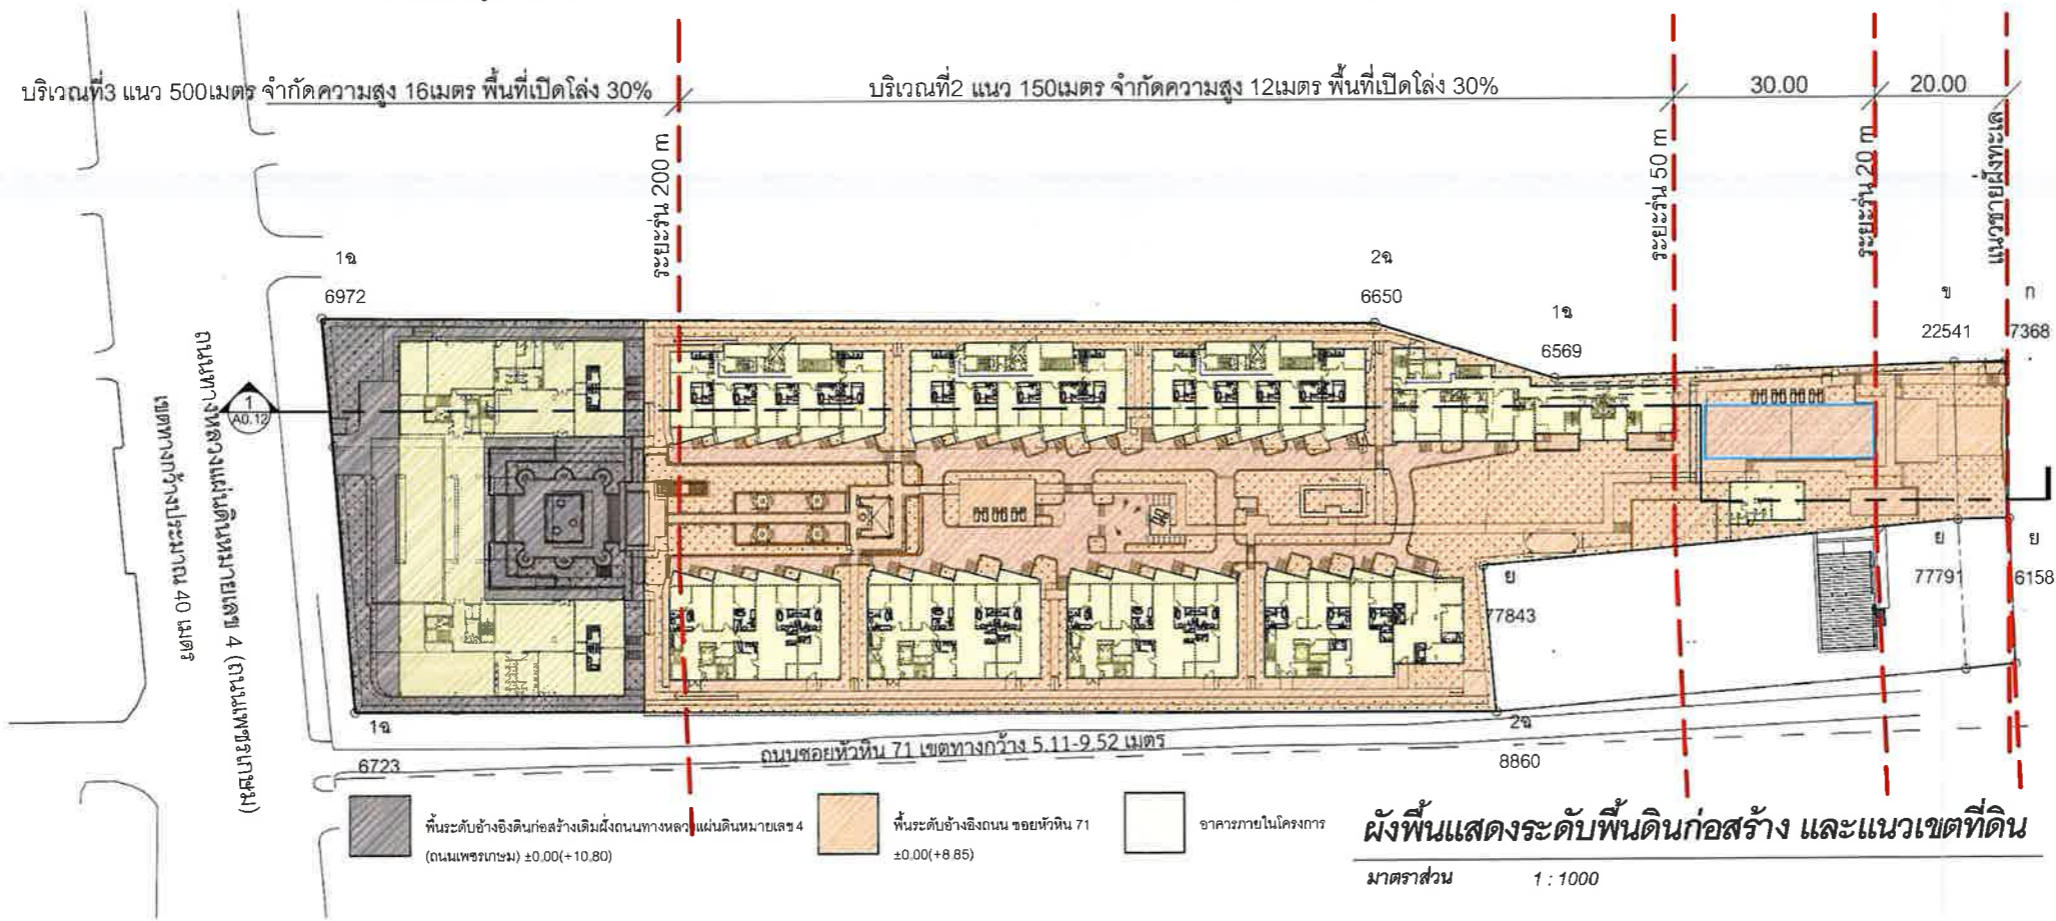 บริเวณที่3 แนว 500เมตร จำกัดความสูง 16เมตร พื้นที่เปิดโล่ง 30%
บริเวณที่2 แนว 150เมตร จำกัดความสูง 12เมตร พื้นที่เปิดโล่ง 30%
30.00
20.00
ระยะร่น 200 m
ระยะร่น 50 m
ระยะร่น 20 m
แนวชายฝั่งทะเล
1ฉ
6972
2ฉ
6650
1ฉ
6569
ข
22541
ก
7368
1
A0.12
ถนนทางหลวงแผ่นดินหมายเลข 4 (ถนนเพชรเกษม)
เขตทางกว้างประมาณ 40 เมตร
ย
77843
ย
77791
ย
6158
1ฉ
6723
2ฉ
8860
ถนนซอยหัวหิน 71 เขตทางกว้าง 5.11-9.52 เมตร
พื้นระดับอ้างอิงดินก่อสร้างเดิมฝั่งถนนทางหลวงแผ่นดินหมายเลข 4
(ถนนเพชรเกษม) ±0.00(+10.80)
พื้นระดับอ้างอิงถนน ซอยหัวหิน 71
±0.00(+8.85)
อาคารภายในโครงการ
ผังพื้นแสดงระดับพื้นดินก่อสร้าง และแนวเขตที่ดิน
มาตราส่วน 1 : 1000